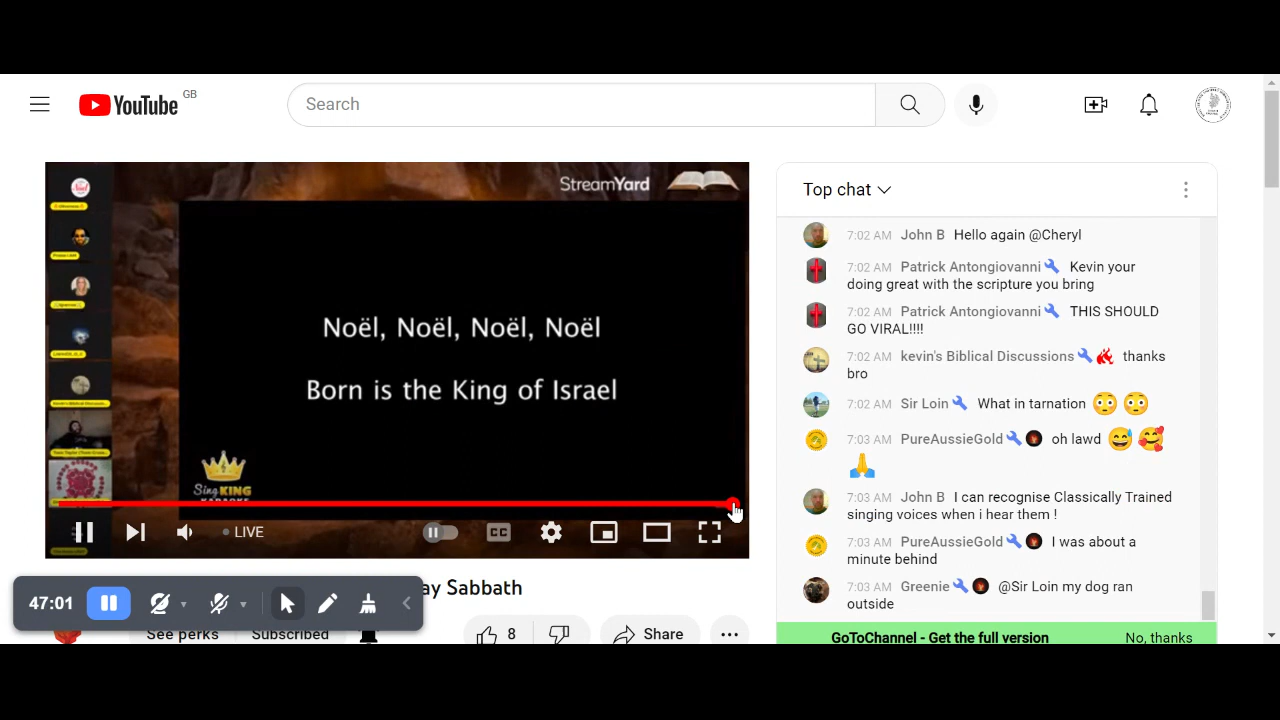 YouTube GB
Search
StreamYard
Noel
Noël, Noël, Noël, Noël
Born is the King of Israel
Sing KING
KARAOKE
LIVE
CC
ay Sabbath
47:01
See perks
Subscribed
8
Share
Top chat
7:02 AM John B Hello again @Cheryl
7:02 AM Patrick Antongiovanni Kevin your
doing great with the scripture you bring
7:02 AM Patrick Antongiovanni THIS SHOULD
GO VIRAL!!!!
7:02 AM kevin's Biblical Discussions thanks
bro
7:02 AM Sir Loin What in tarnation 😳 😳
7:03 AM PureAussieGold oh lawd 😅 🥰
🙏
7:03 AM John B I can recognise Classically Trained
singing voices when i hear them !
7:03 AM PureAussieGold I was about a
minute behind
7:03 AM Greenie @Sir Loin my dog ran
outside
GoToChannel - Get the full version No, thanks